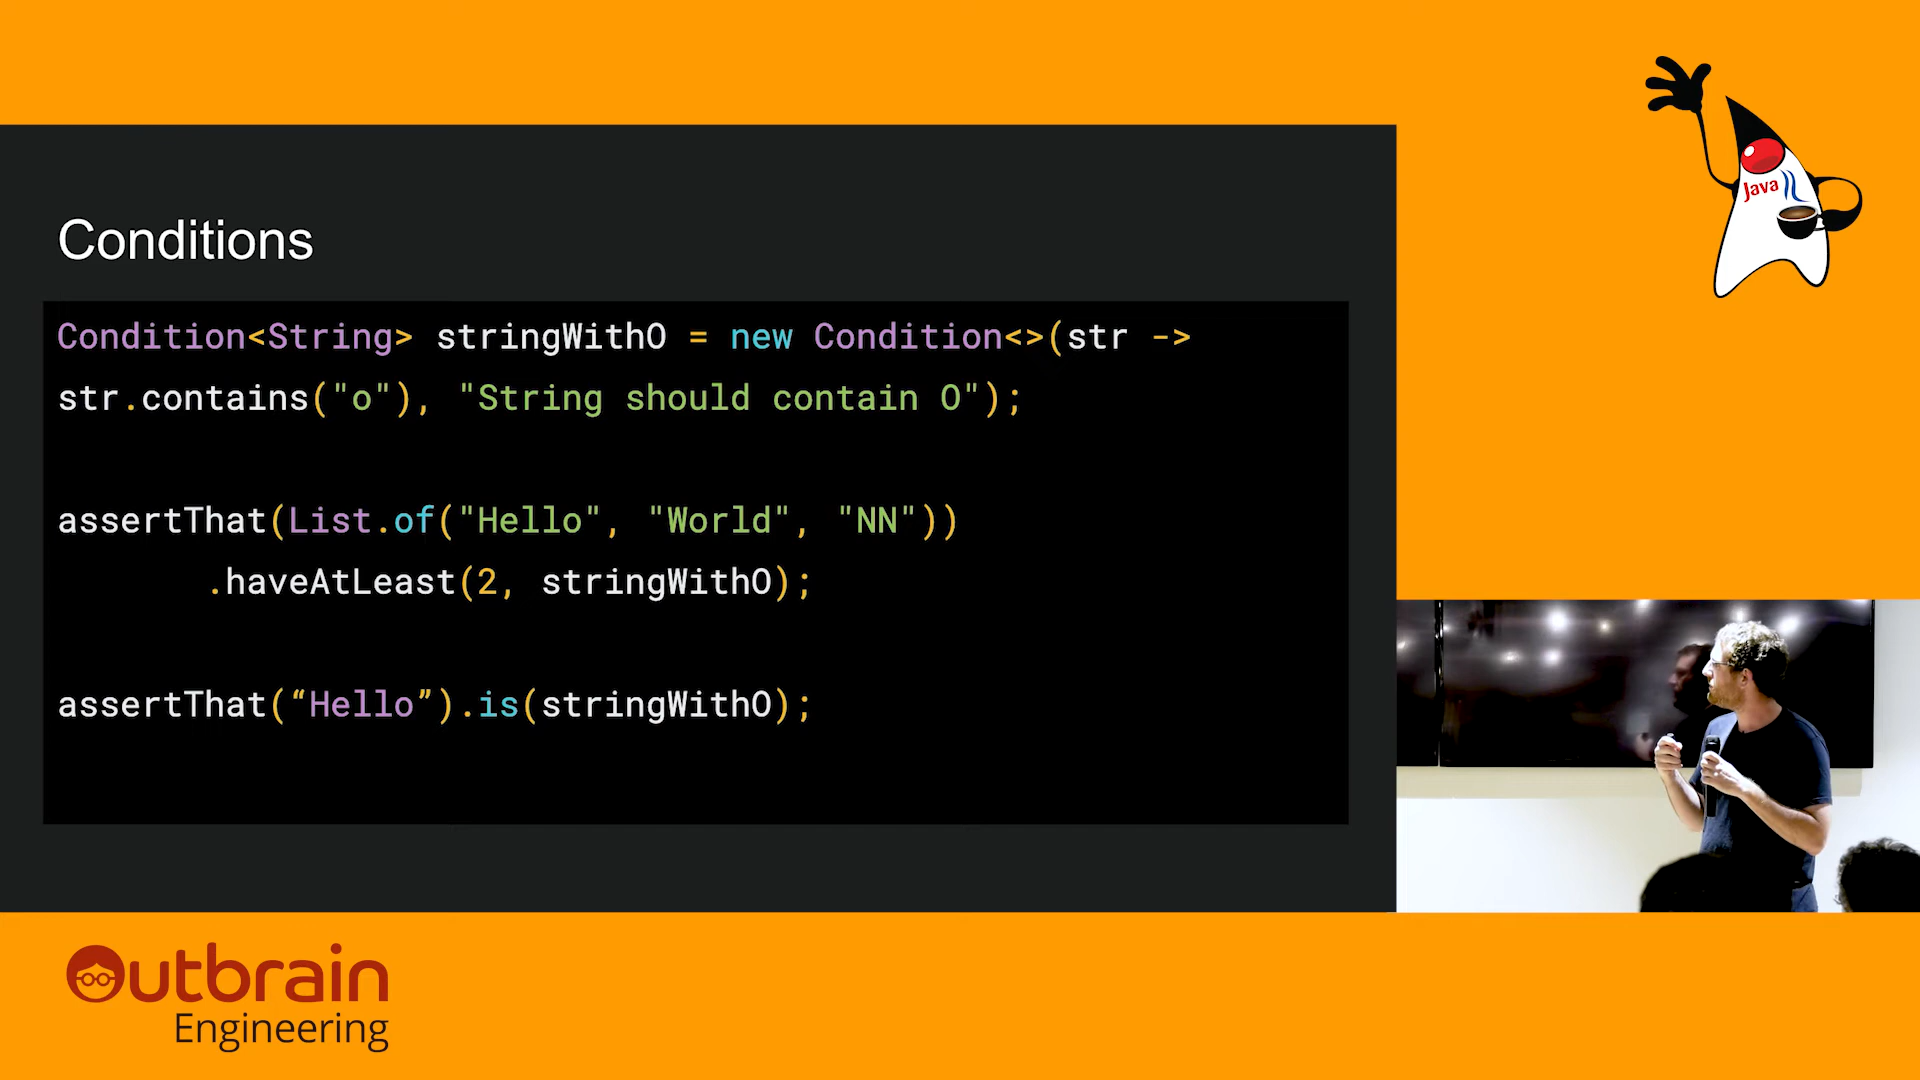 Java
Conditions
Condition<String> stringWithO = new Condition<>(str ->
str.contains("o"), "String should contain O");
assertThat(List.of("Hello", "World", "NN"))
.haveAtLeast(2, stringWithO);
assertThat(“Hello”).is(stringWithO);
Outbrain
Engineering